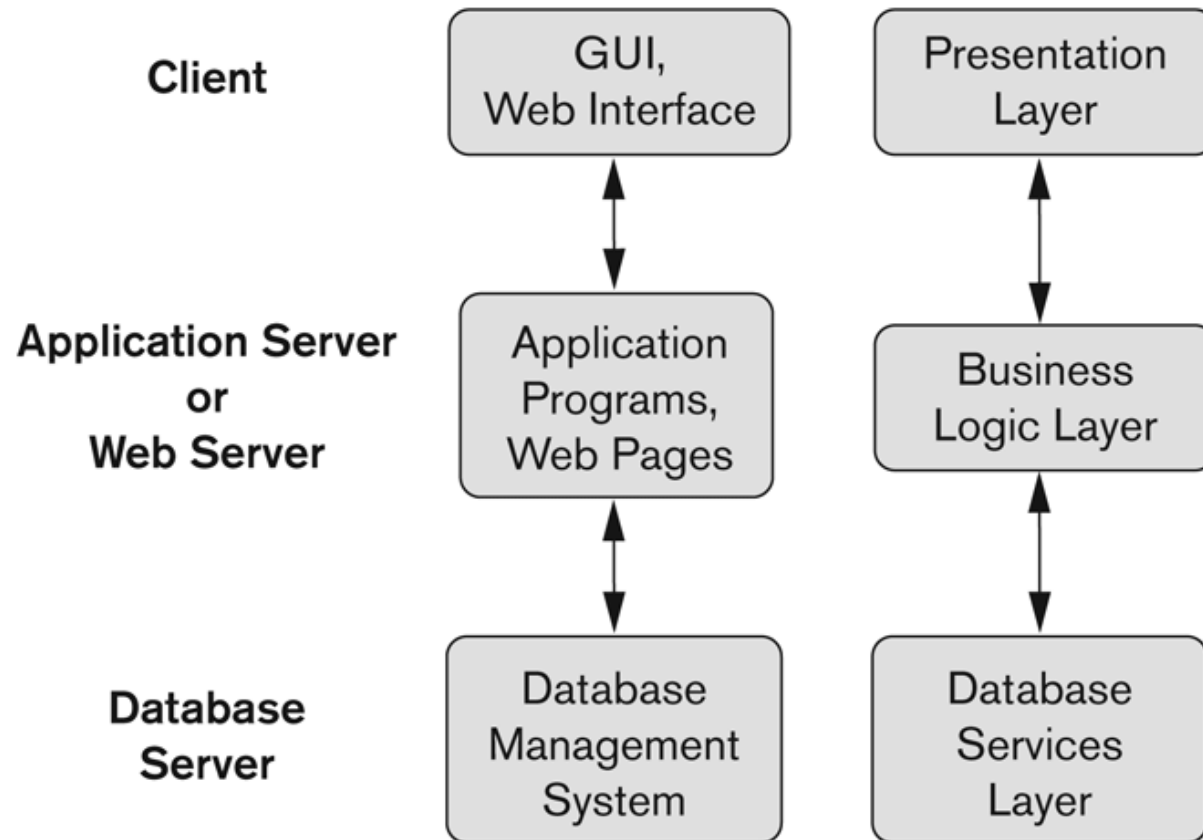 Client
GUI,
Web Interface
Presentation
Layer
Application Server
or
Web Server
Application
Programs,
Web Pages
Business
Logic Layer
Database
Server
Database
Management
System
Database
Services
Layer